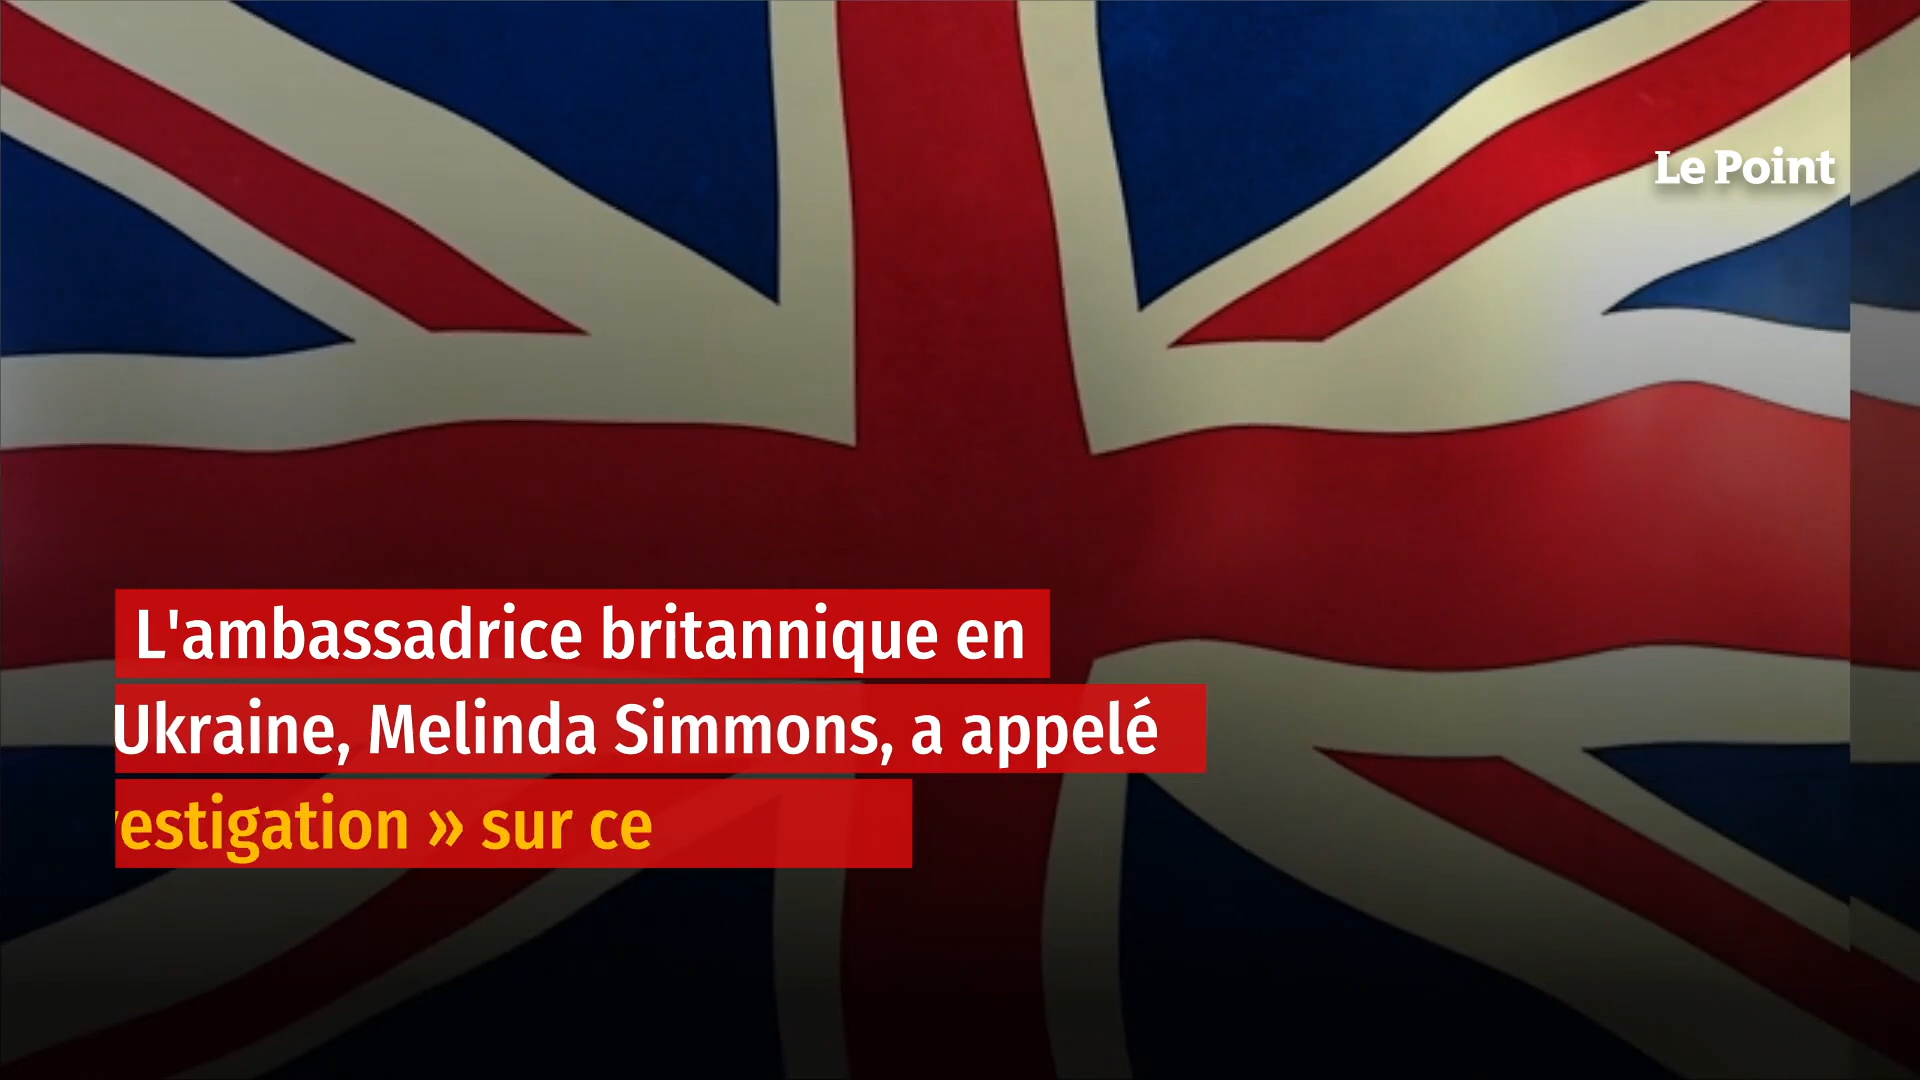 Le Point
L'ambassadrice britannique en
Ukraine, Melinda Simmons, a appelé
estigation » sur ce